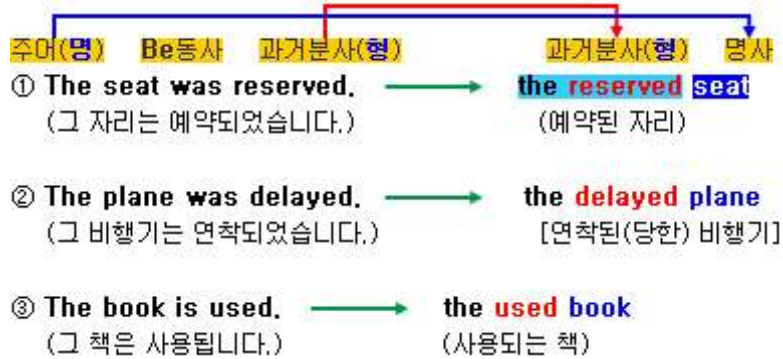 주어(명) Be동사 과거분사(형) 과거분사(형) 명사
① The seat was reserved. the reserved seat
(그 자리는 예약되었습니다.) (예약된 자리)
② The plane was delayed. the delayed plane
(그 비행기는 연착되었습니다.) [연착된(당한) 비행기]
③ The book is used. the used book
(그 책은 사용됩니다.) (사용되는 책)